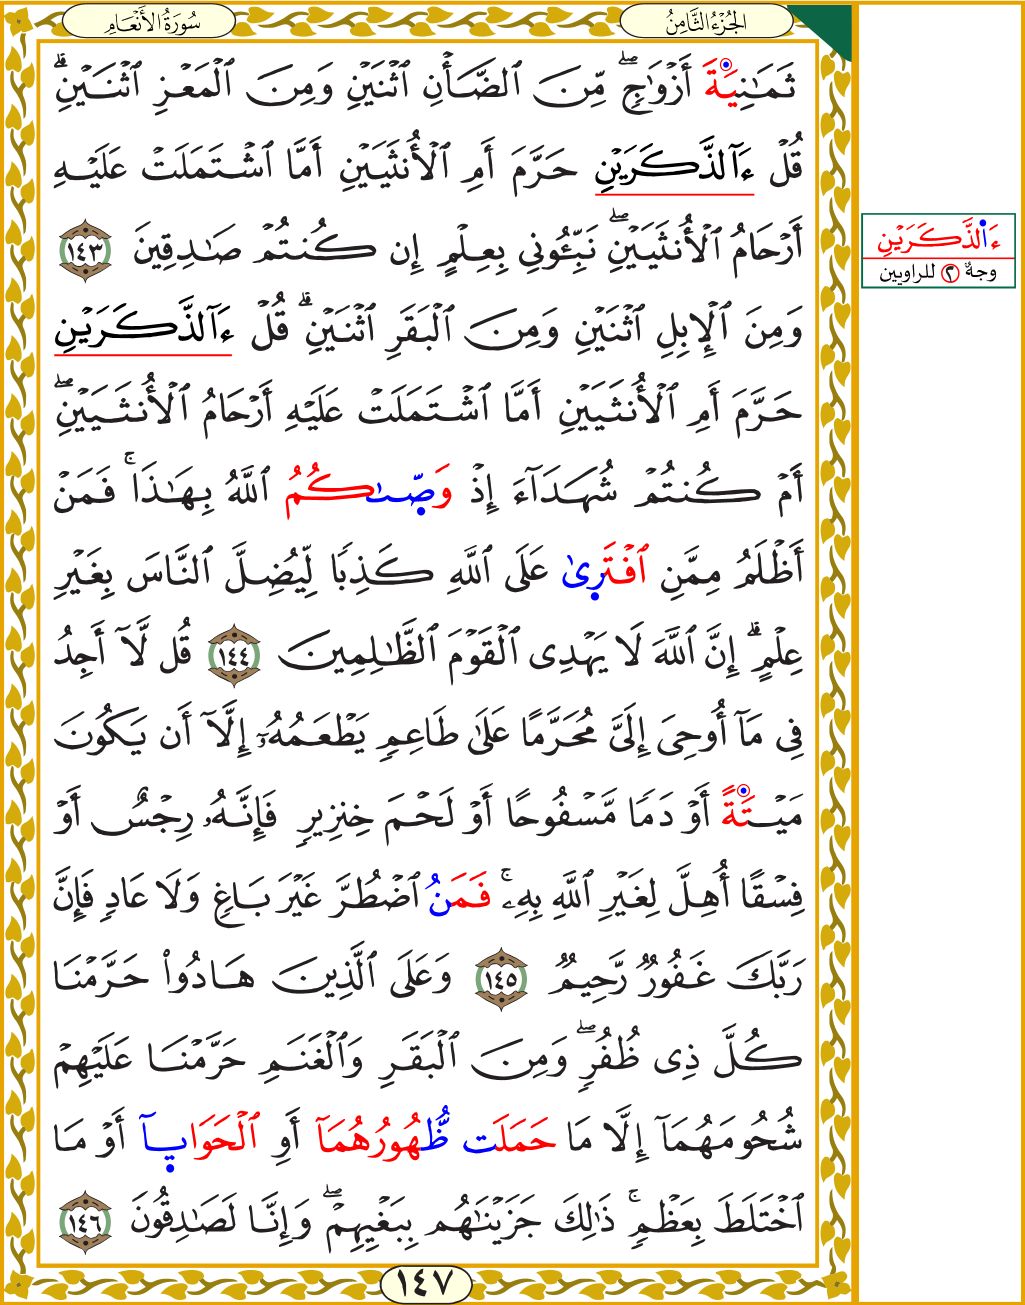 الجُزْءُ الثَّامِنُ
سُورَةُ الأَنْعَامِ
ثَمَٰنِيَةَ أَزْوَٰجٍۖ مِّنَ ٱلضَّأْنِ ٱثْنَيْنِ وَمِنَ ٱلْمَعْزِ ٱثْنَيْنِۗ
قُلْ ءَآلذَّكَرَيْنِ حَرَّمَ أَمِ ٱلْأُنثَيَيْنِ أَمَّا ٱشْتَمَلَتْ عَلَيْهِ
أَرْحَامُ ٱلْأُنثَيَيْنِۖ نَبِّـُٔونِي بِعِلْمٍ إِن كُنتُمْ صَٰدِقِينَ ١٤٣
وَمِنَ ٱلْإِبِلِ ٱثْنَيْنِ وَمِنَ ٱلْبَقَرِ ٱثْنَيْنِۗ قُلْ ءَآلذَّكَرَيْنِ
حَرَّمَ أَمِ ٱلْأُنثَيَيْنِ أَمَّا ٱشْتَمَلَتْ عَلَيْهِ أَرْحَامُ ٱلْأُنثَيَيْنِۖ
أَمْ كُنتُمْ شُهَدَآءَ إِذْ وَصَّىٰكُمُ ٱللَّهُ بِهَٰذَاۚ فَمَنْ
أَظْلَمُ مِمَّنِ ٱفْتَرِىٰ عَلَى ٱللَّهِ كَذِبًا لِّيُضِلَّ ٱلنَّاسَ بِغَيْرِ
عِلْمٍۗ إِنَّ ٱللَّهَ لَا يَهْدِى ٱلْقَوْمَ ٱلظَّٰلِمِينَ ١٤٤ قُل لَّآ أَجِدُ
فِي مَآ أُوحِىَ إِلَىَّ مُحَرَّمًا عَلَىٰ طَاعِمٍ يَطْعَمُهُۥٓ إِلَّآ أَن يَكُونَ
مَيْتَةً أَوْ دَمًا مَّسْفُوحًا أَوْ لَحْمَ خِنزِيرٍ فَإِنَّهُۥ رِجْسٌ أَوْ
فِسْقًا أُهِلَّ لِغَيْرِ ٱللَّهِ بِهِۦۚ فَمَنُ ٱضْطُرَّ غَيْرَ بَاغٍ وَلَا عَادٍ فَإِنَّ
رَبَّكَ غَفُورٌ رَّحِيمٌ ١٤٥ وَعَلَى ٱلَّذِينَ هَادُوا۟ حَرَّمْنَا
كُلَّ ذِى ظُفُرٍۖ وَمِنَ ٱلْبَقَرِ وَٱلْغَنَمِ حَرَّمْنَا عَلَيْهِمْ
شُحُومَهُمَآ إِلَّا مَا حَمَلَت ظُّهُورُهُمَآ أَوِ ٱلْحَوَايَآ أَوْ مَا
ٱخْتَلَطَ بِعَظْمٍۚ ذَٰلِكَ جَزَيْنَٰهُم بِبَغْيِهِمْۖ وَإِنَّا لَصَٰدِقُونَ ١٤٦
١٤٧
ءَا۬لذَّكَرَيْنِ
وجهٌ ٢ للراويين